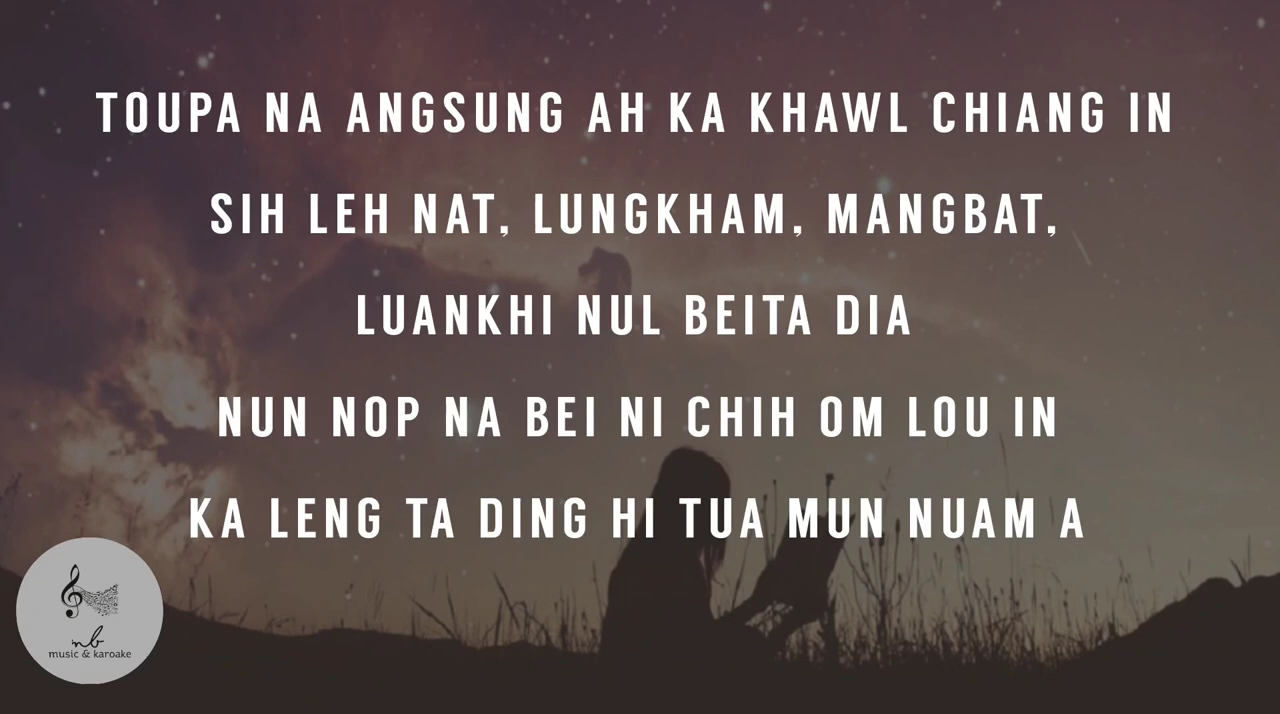 TOUPA NA ANGSUNG AH KA KHAWL CHIANG IN
SIH LEH NAT, LUNGKHAM, MANGBAT,
LUANKHI NUL BEITA DIA
NUN NOP NA BEI NI CHIH OM LOU IN
KA LENG TA DING HI TUA MUN NUAM A
nb
music & karoake